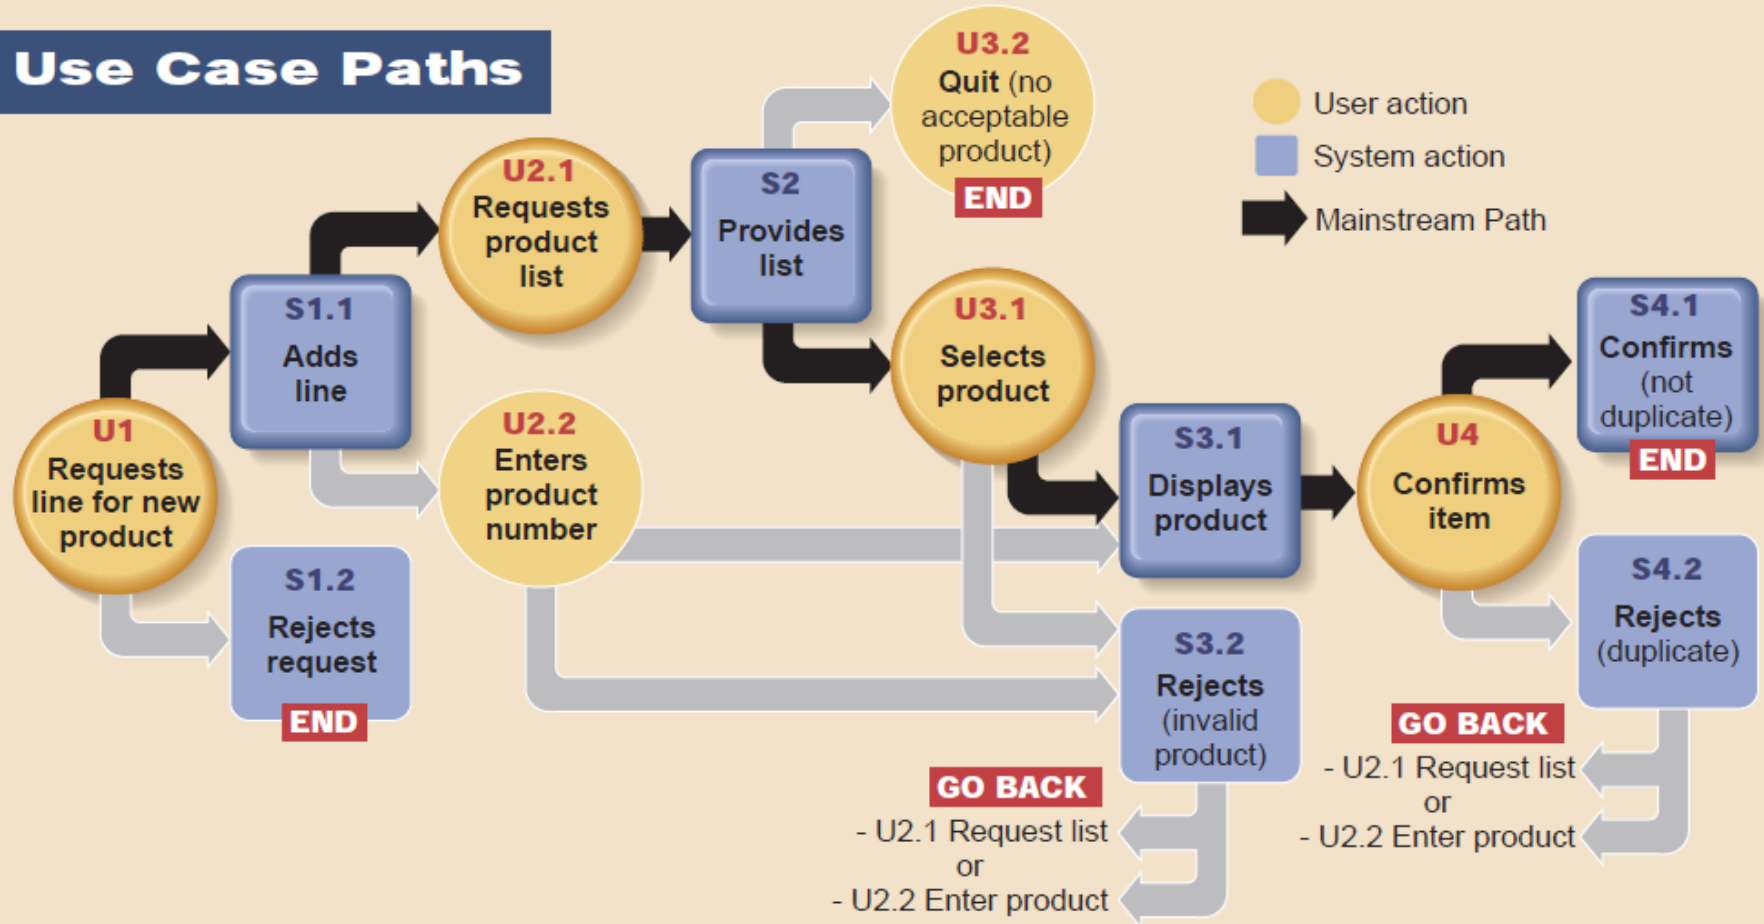 Use Case Paths
U1
Requests
line for new
product
S1.1
Adds
line
S1.2
Rejects
request
END
U2.1
Requests
product
list
U2.2
Enters
product
number
S2
Provides
list
U3.2
Quit (no
acceptable
product)
END
U3.1
Selects
product
S3.1
Displays
product
S3.2
Rejects
(invalid
product)
GO BACK
- U2.1 Request list
or
- U2.2 Enter product
User action
System action
Mainstream Path
U4
Confirms
item
S4.1
Confirms
(not
duplicate)
END
S4.2
Rejects
(duplicate)
GO BACK
- U2.1 Request list
or
- U2.2 Enter product